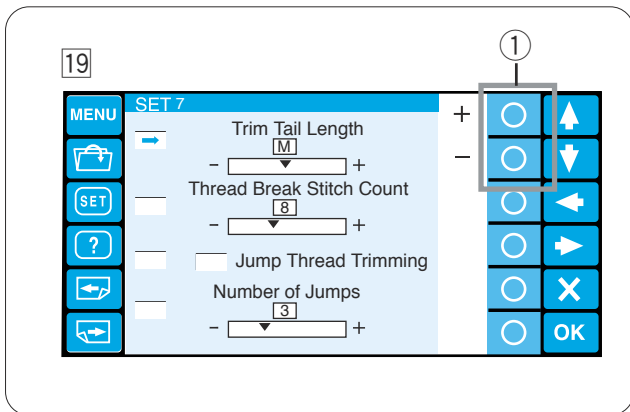 ①
19
MENU
SET 7
+
Trim Tail Length
M
- +
−
Thread Break Stitch Count
8
- +
SET
?
Jump Thread Trimming
Number of Jumps
3
- +
X
OK